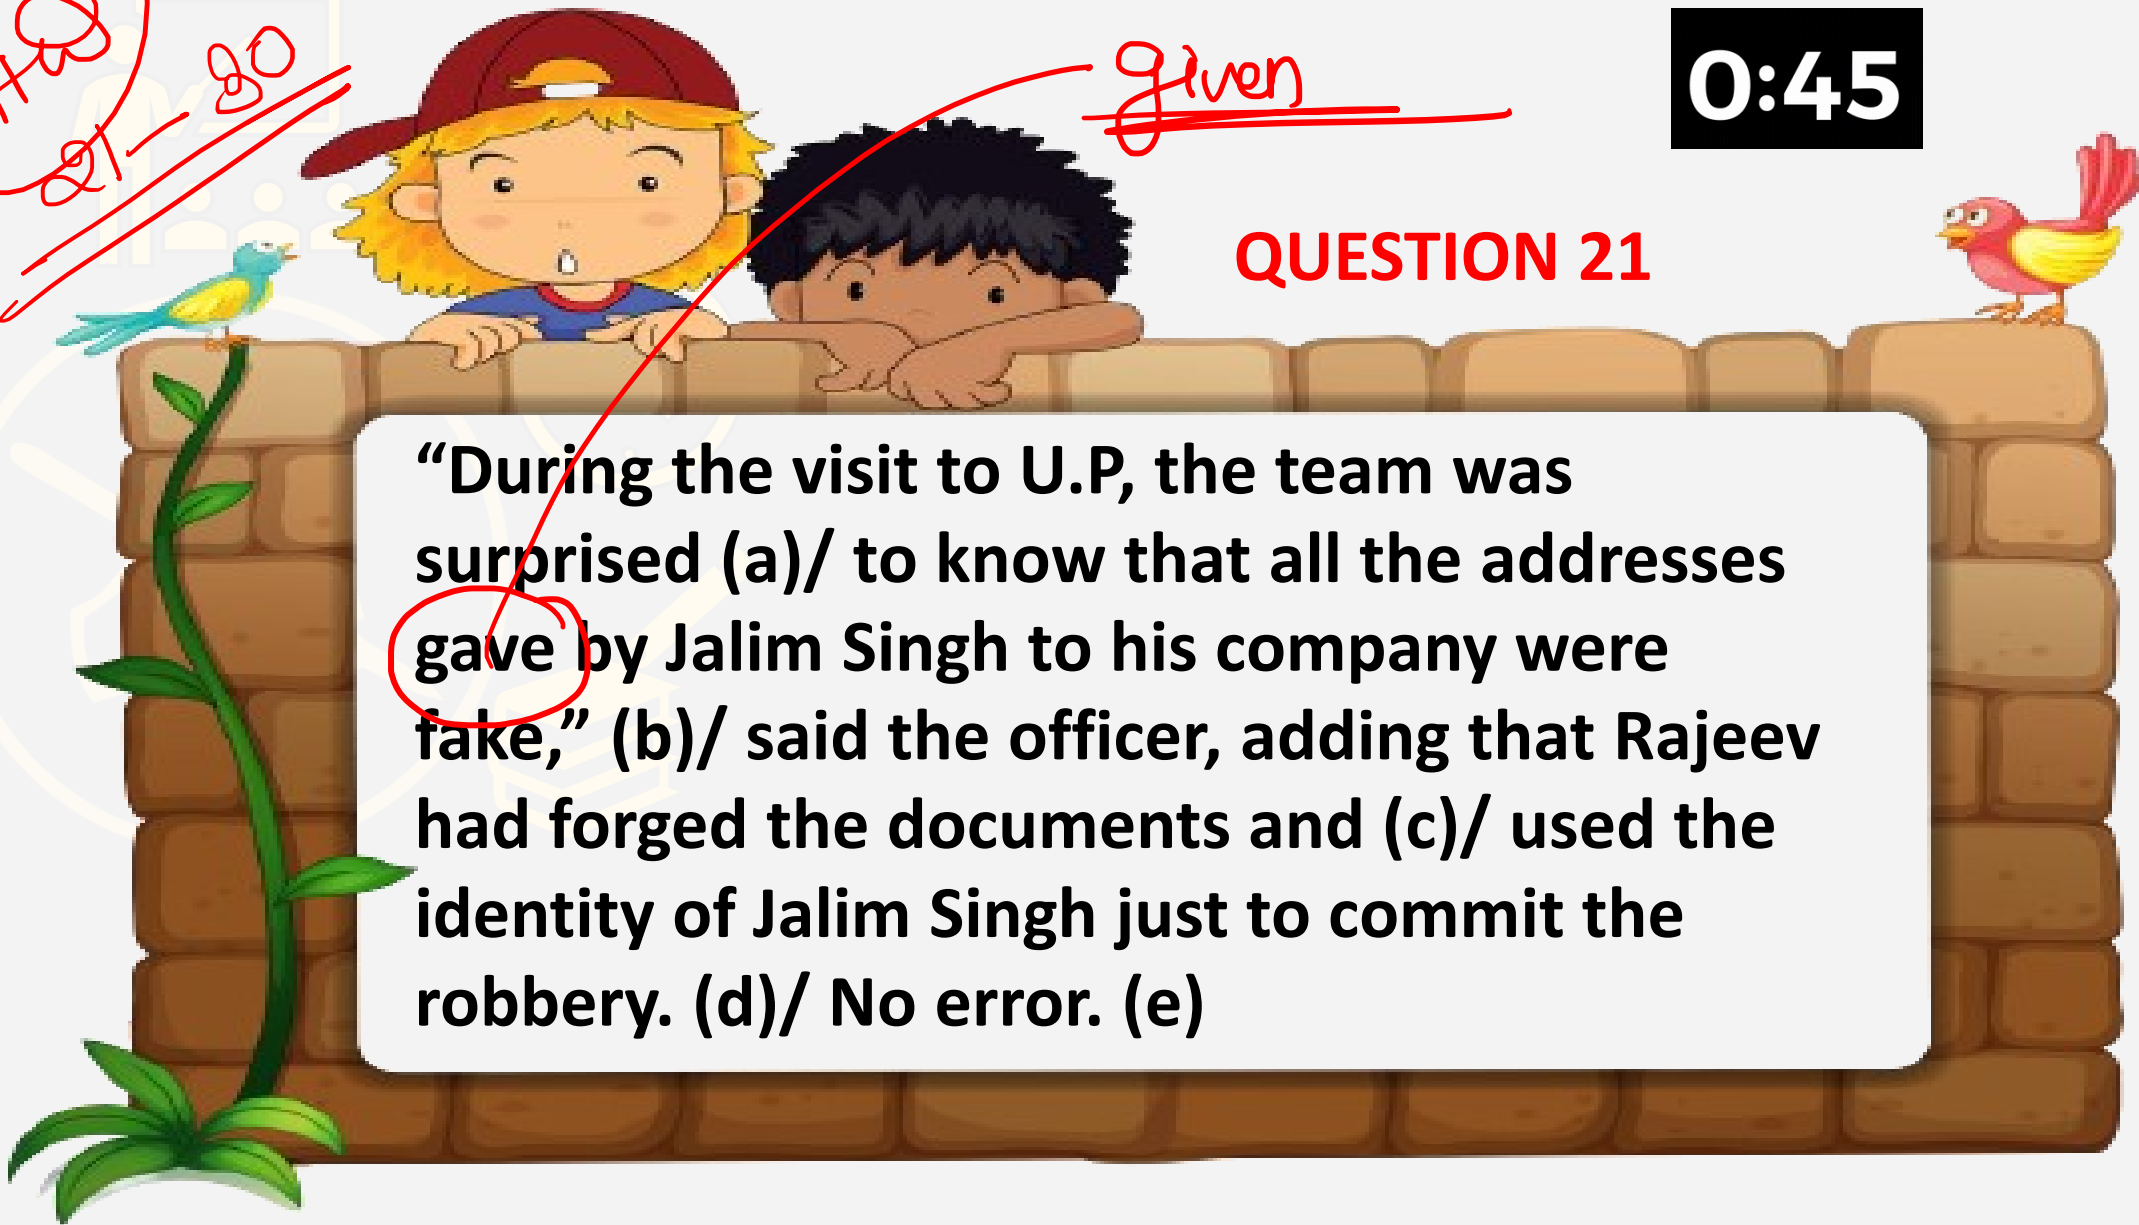 21-30
given
0:45
QUESTION 21
“During the visit to U.P, the team was
surprised (a)/ to know that all the addresses
gave by Jalim Singh to his company were
fake,” (b)/ said the officer, adding that Rajeev
had forged the documents and (c)/ used the
identity of Jalim Singh just to commit the
robbery. (d)/ No error. (e)